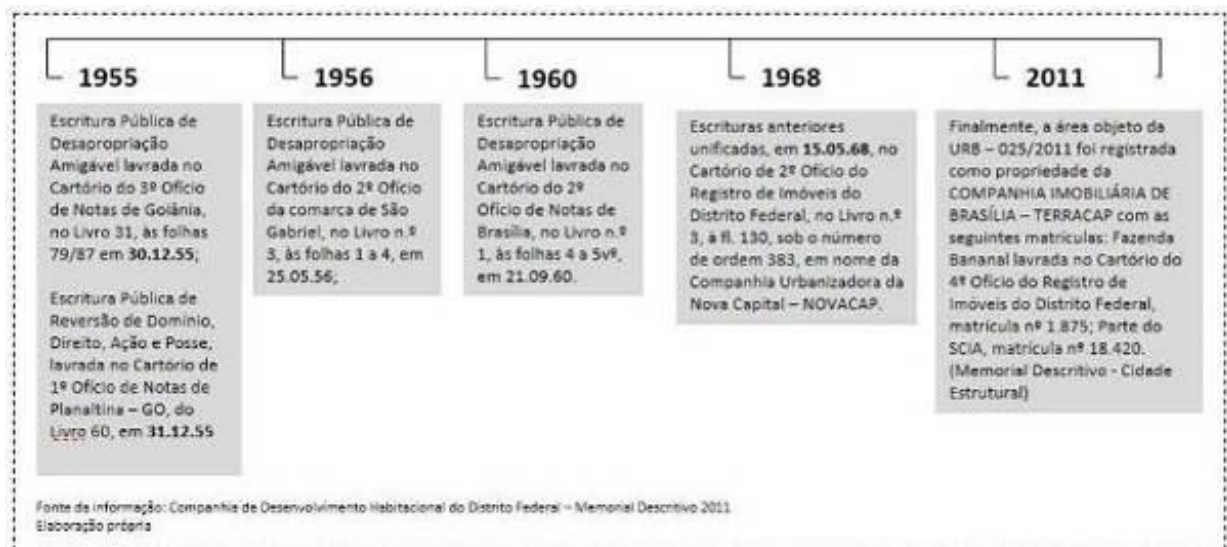 1955
Escritura Pública de
Desapropriação
Amigável lavrada no
Cartório do 3º Ofício
de Notas de Goiânia,
no Livro 31, às folhas
79/87 em 30.12.55;
Escritura Pública de
Reversão de Domínio,
Direito, Ação e Posse,
lavrada no Cartório de
1º Ofício de Notas de
Planaltina – GO, do
Livro 60, em 31.12.55
1956
Escritura Pública de
Desapropriação
Amigável lavrado no
Cartório do 2º Ofício
da comarca de São
Gabriel, no Livro n.º
3, às folhas 1 a 4, em
25.05.56;
1960
Escritura Pública de
Desapropriação
Amigável lavrada no
Cartório do 2º
Ofício de Notas de
Brasília, no Livro n.º
1, às folhas 4 a 5vº,
em 21.09.60.
1968
Escrituras anteriores
unificadas, em 15.05.68, no
Cartório de 2º Ofício do
Registro de Imóveis do
Distrito Federal, no Livro n.º
3, à fl. 130, sob o número
de ordem 383, em nome da
Companhia Urbanizadora da
Nova Capital – NOVACAP.
2011
Finalmente, a área objeto da
URB – 025/2011 foi registrada
como propriedade da
COMPANHIA IMOBILIÁRIA DE
BRASÍLIA – TERRACAP com as
seguintes matrículas: Fazenda
Bananal lavrada no Cartório do
4º Ofício do Registro de
Imóveis do Distrito Federal,
matrícula nº 1.875; Parte do
SCIA, matrícula nº 18.420.
(Memorial Descritivo - Cidade
Estrutural)
Fonte da informação: Companhia de Desenvolvimento Habitacional do Distrito Federal – Memorial Descritivo 2011
Elaboração própria